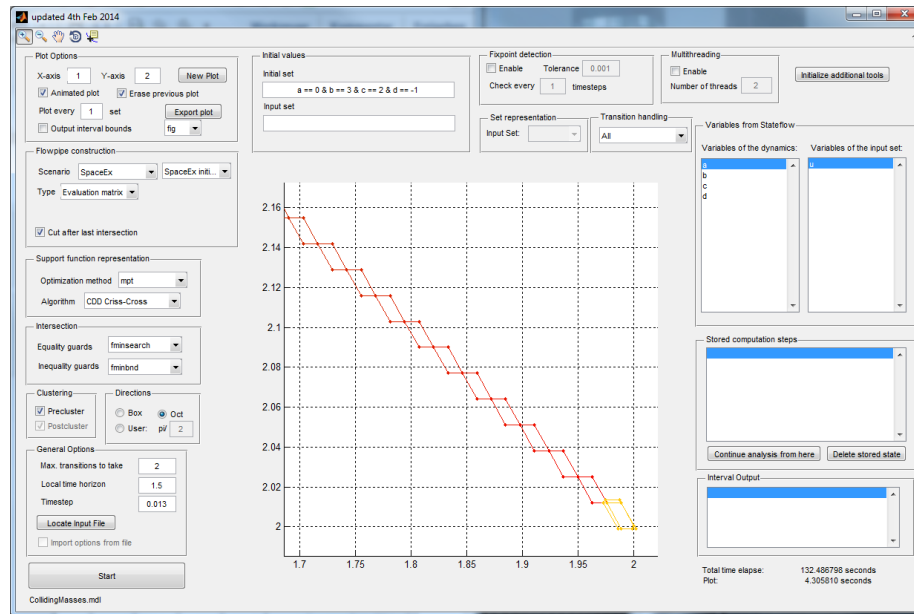 updated 4th Feb 2014
Plot Options
X-axis 1 Y-axis 2 New Plot
Animated plot Erase previous plot
Plot every 1 set Export plot
Output interval bounds fig
Flowpipe construction
Scenario SpaceEx SpaceEx initi...
Type Evaluation matrix
Cut after last intersection
Support function representation
Optimization method mpt
Algorithm CDD Criss-Cross
Intersection
Equality guards fminsearch
Inequality guards fminbnd
Clustering
Precluster
Postcluster
Directions
Box Oct
User: pi/ 2
General Options
Max. transitions to take 2
Local time horizon 1.5
Timestep 0.013
Locate Input File
Import options from file
Start
CollidingMasses.mdl
Initial values
Initial set
a == 0 & b == 3 & c == 2 & d == -1
Input set
Fixpoint detection
Enable Tolerance 0.001
Check every 1 timesteps
Multithreading
Enable
Number of threads 2
Initialize additional tools
Set representation
Input Set:
Transition handling
All
2.16
2.14
2.12
2.1
2.08
2.06
2.04
2.02
2
1.7 1.75 1.8 1.85 1.9 1.95 2
Variables from Stateflow
Variables of the dynamics: Variables of the input set:
a u
b
c
d
Stored computation steps
Continue analysis from here Delete stored state
Interval Output
Total time elapse: 132.486798 seconds
Plot: 4.305810 seconds